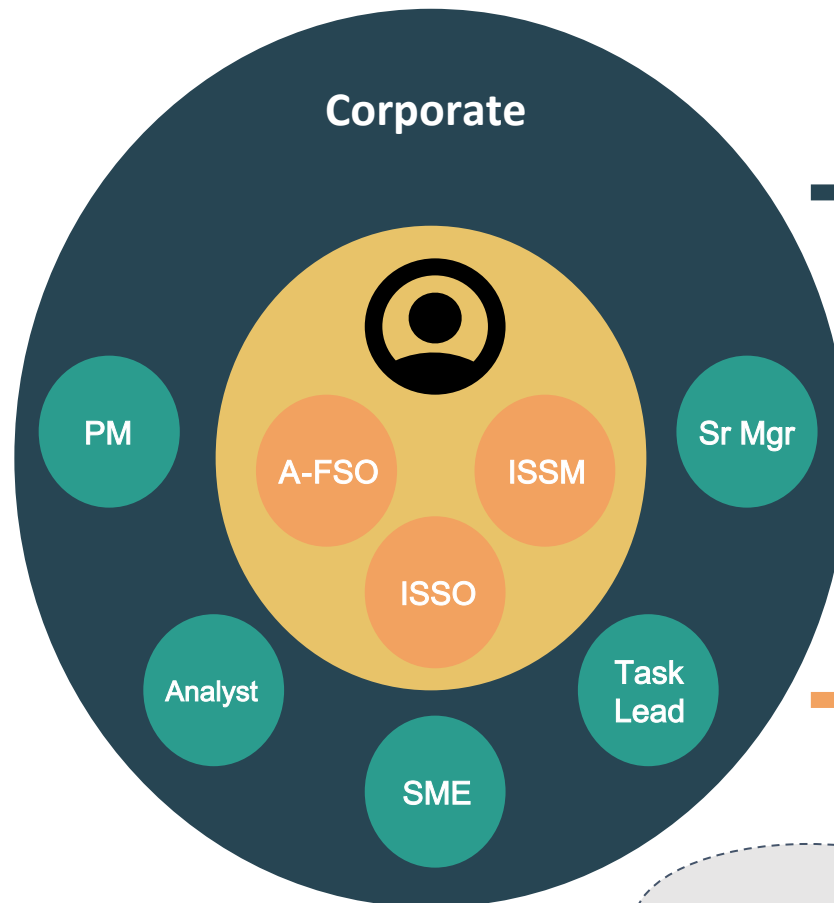 Corporate
PM
Sr Mgr
A-FSO
ISSM
ISSO
Analyst
Task
Lead
SME